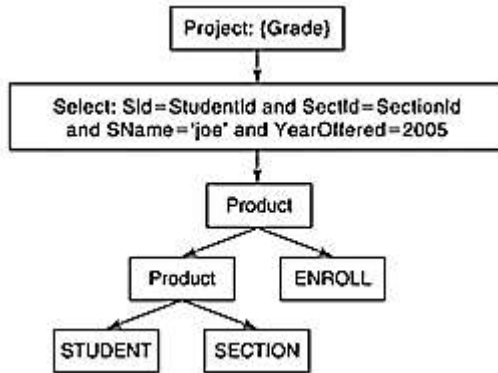 Project: {Grade}
Select: SId=StudentId and SectId=SectionId
and SName='joe' and YearOffered=2005
Product
Product
ENROLL
STUDENT
SECTION